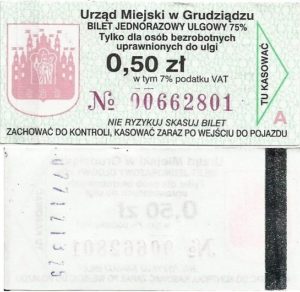 Urząd Miejski w Grudziądzu
BILET JEDNORAZOWY ULGOWY 75%
Tylko dla osób bezrobotnych
uprawnionych do ulgi
0,50 zł
w tym 7% podatku VAT
№ 00662801
NIE RYZYKUJ SKASUJ BILET
ZACHOWAĆ DO KONTROLI, KASOWAĆ ZARAZ PO WEJŚCIU DO POJAZDU
TU KASOWAĆ
A